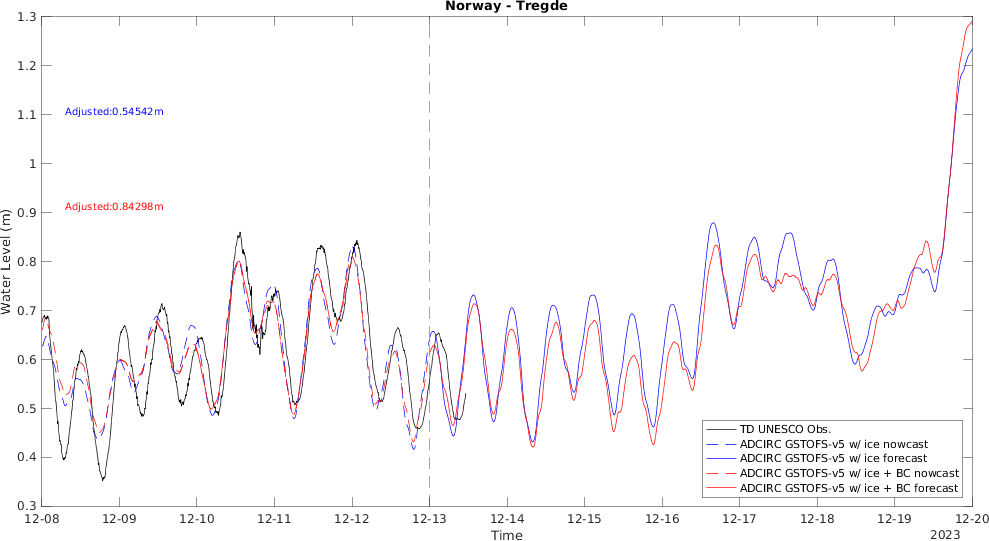 Norway - Tregde
1.3
1.2
1.1
1
0.9
0.8
0.7
0.6
0.5
0.4
0.3
Water Level (m)
Adjusted:0.54542m
Adjusted:0.84298m
TD UNESCO Obs.
ADCIRC GSTOFS-v5 w/ ice nowcast
ADCIRC GSTOFS-v5 w/ ice forecast
ADCIRC GSTOFS-v5 w/ ice + BC nowcast
ADCIRC GSTOFS-v5 w/ ice + BC forecast
12-08 12-09 12-10 12-11 12-12 12-13 12-14 12-15 12-16 12-17 12-18 12-19 12-20
Time
2023